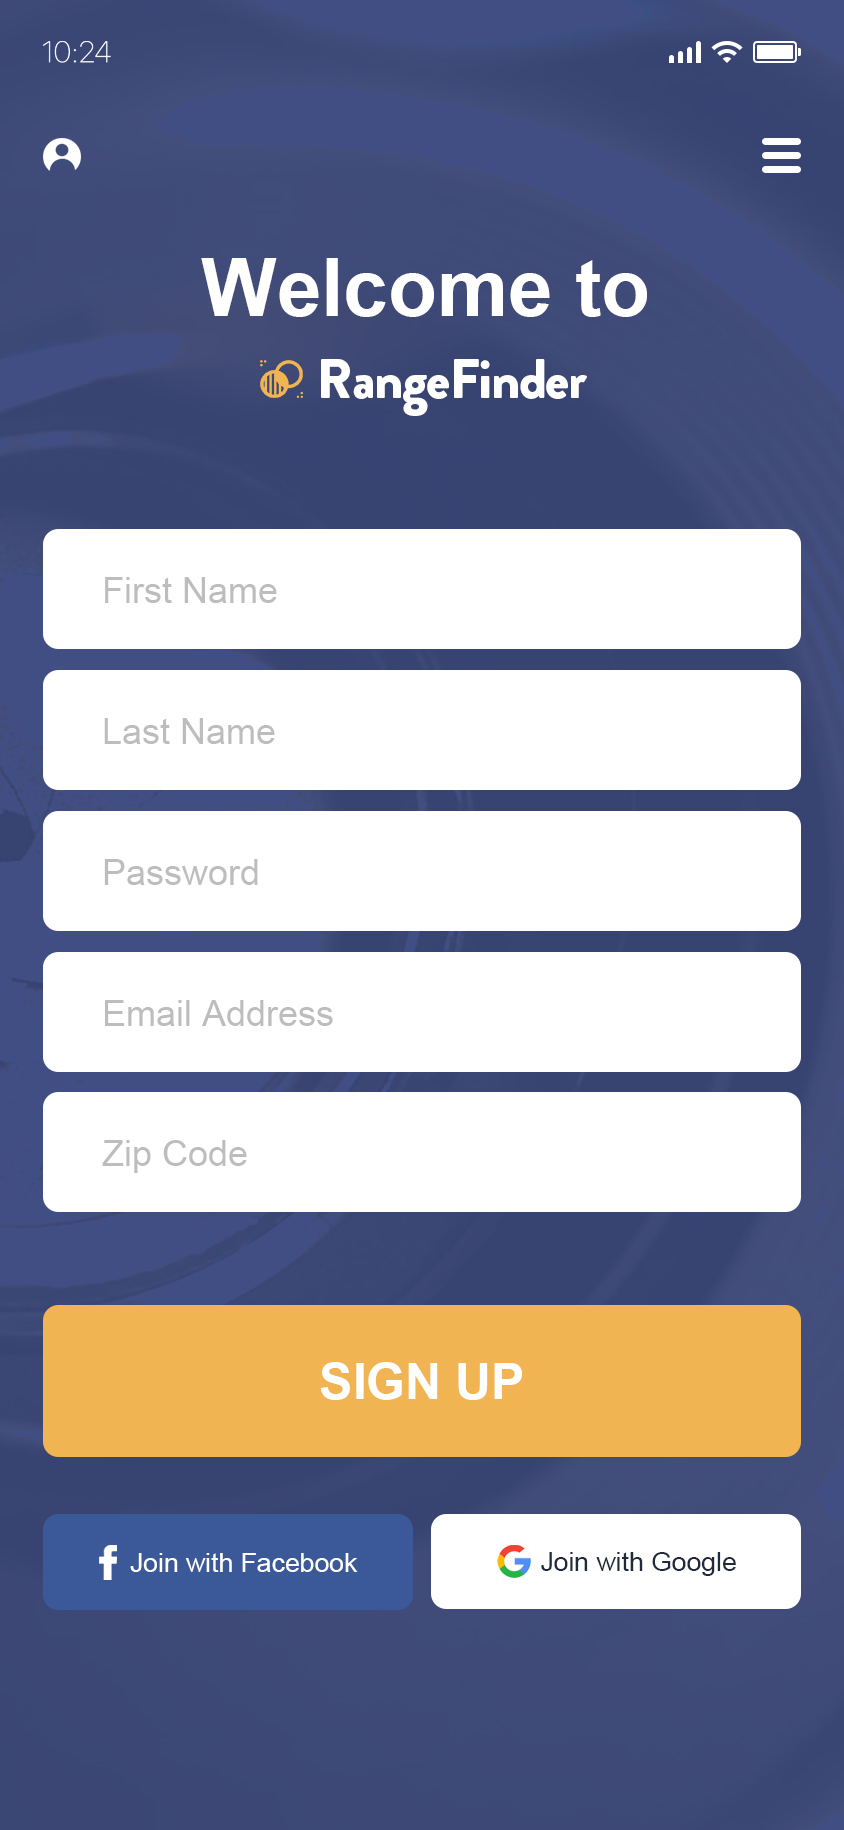 10:24
Welcome to
RangeFinder
First Name
Last Name
Password
Email Address
Zip Code
SIGN UP
Join with Facebook
Join with Google